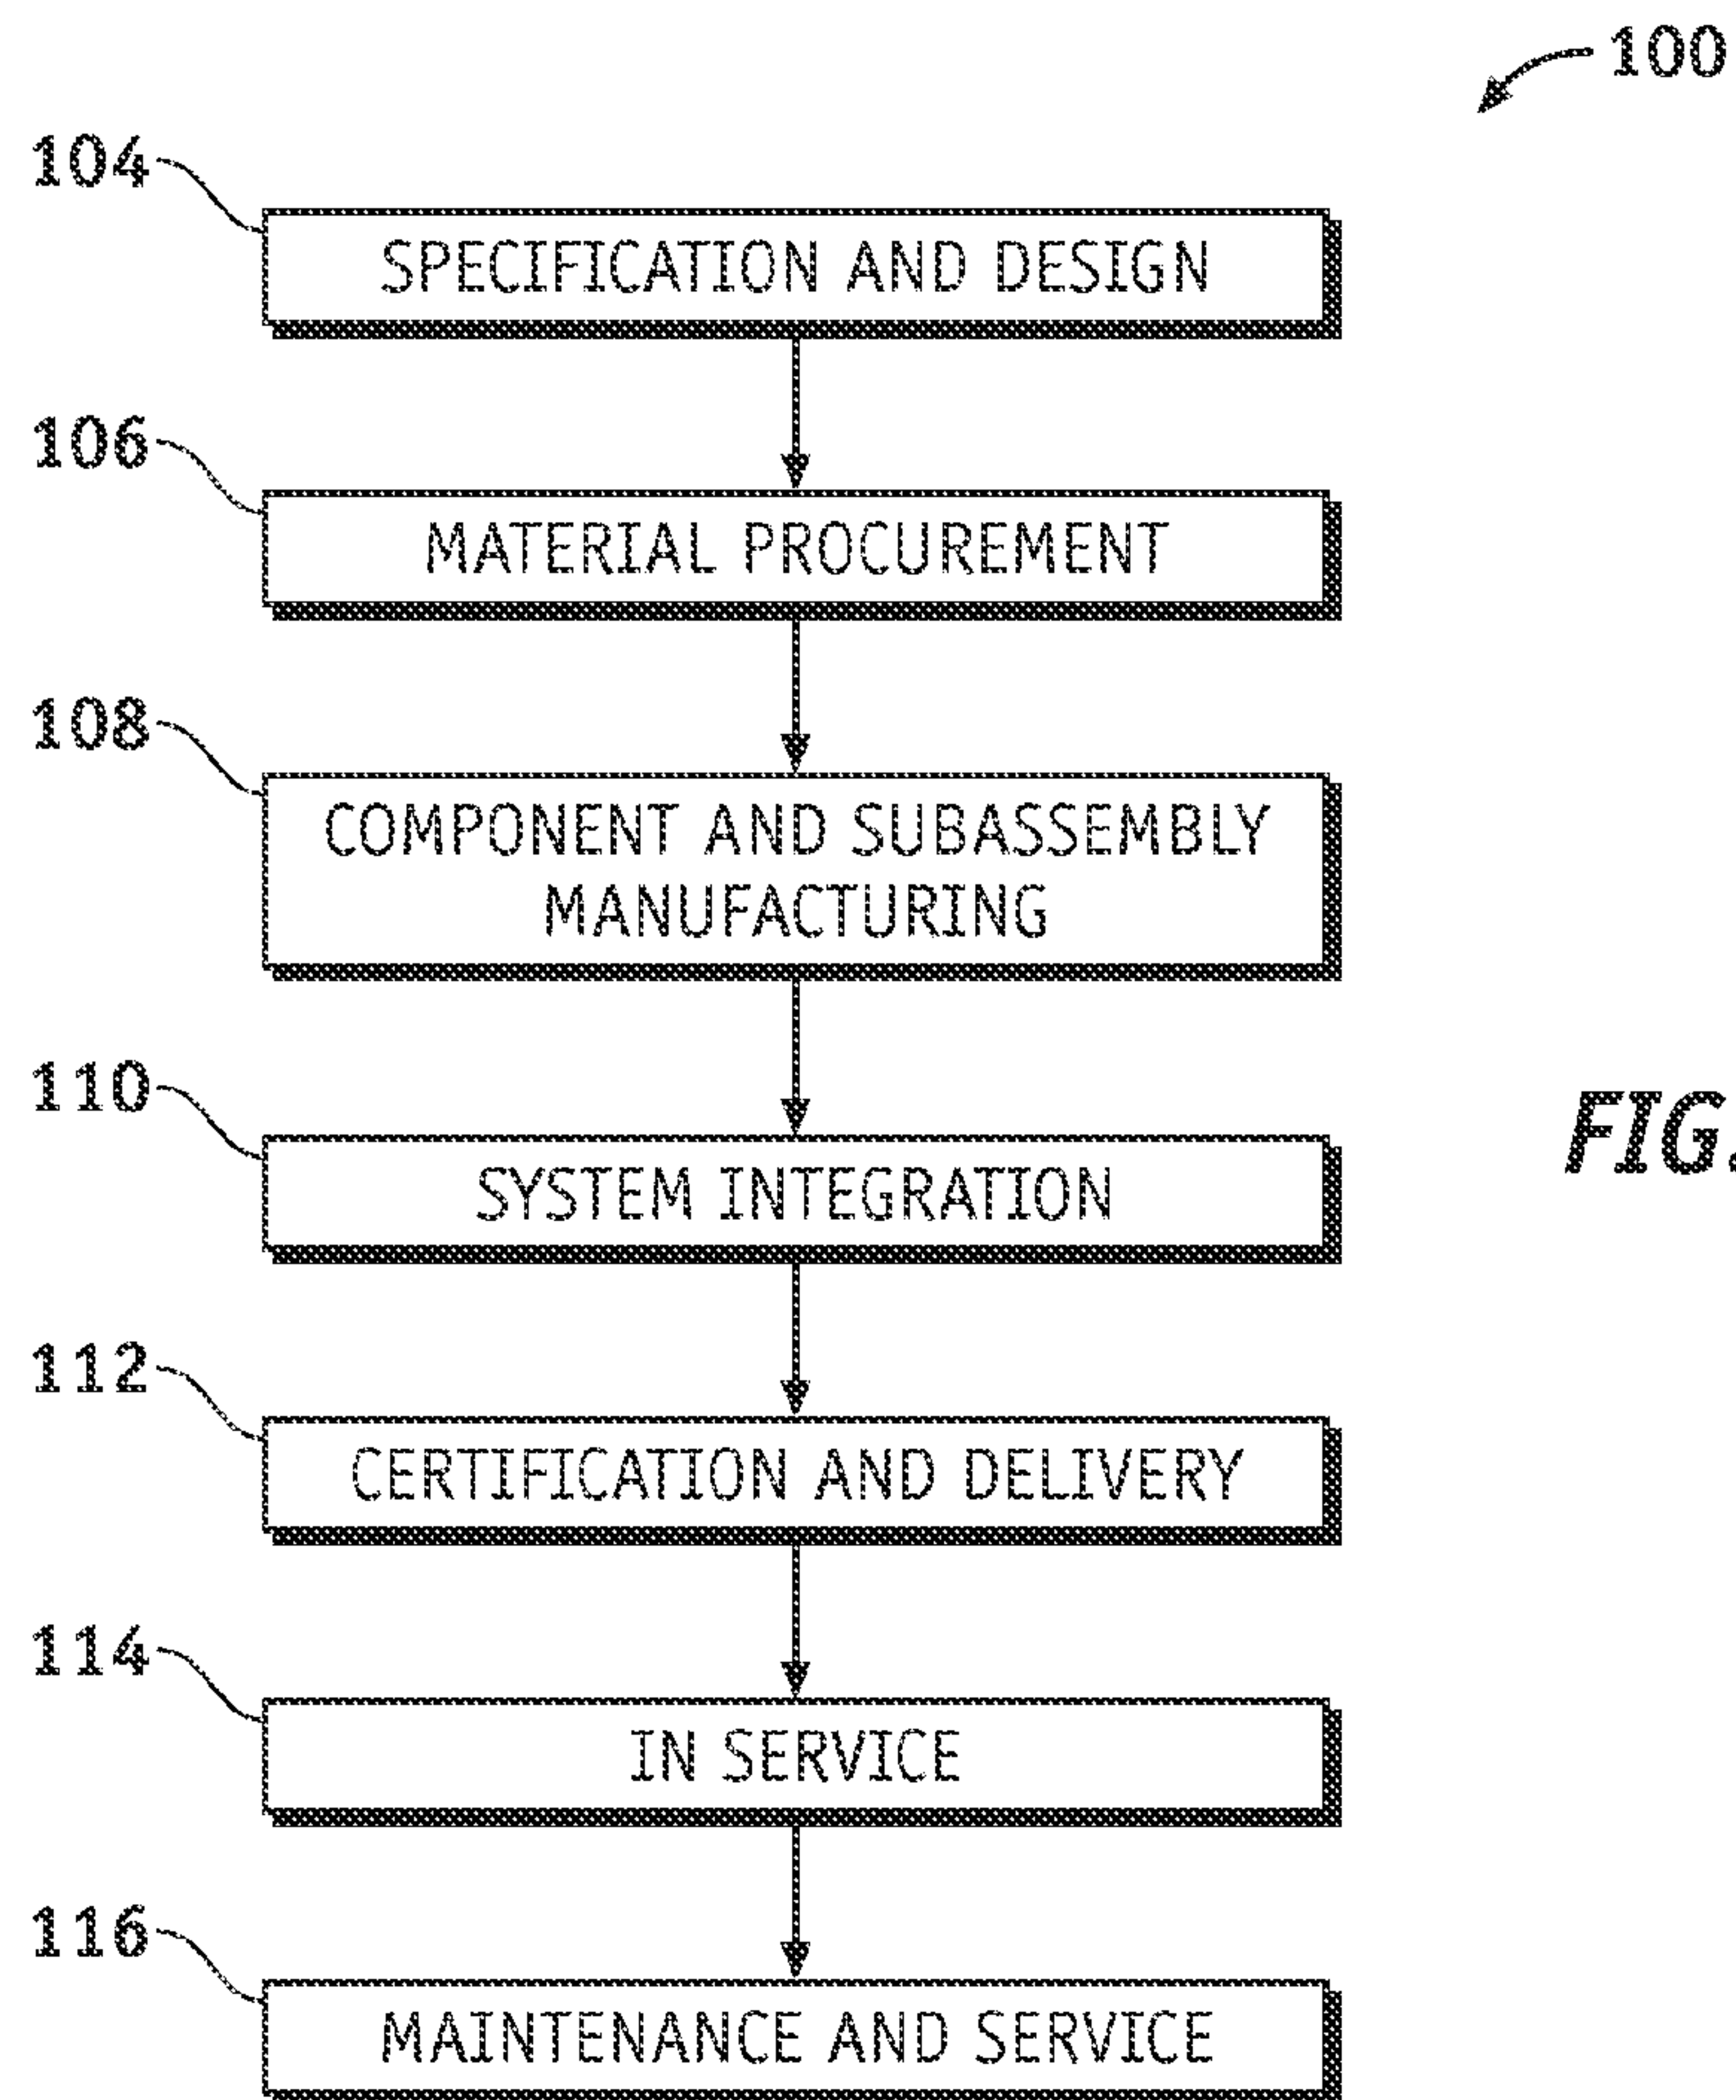 100
104
SPECIFICATION AND DESIGN
106
MATERIAL PROCUREMENT
108
COMPONENT AND SUBASSEMBLY
MANUFACTURING
110
SYSTEM INTEGRATION
FIG.
112
CERTIFICATION AND DELIVERY
114
IN SERVICE
116
MAINTENANCE AND SERVICE